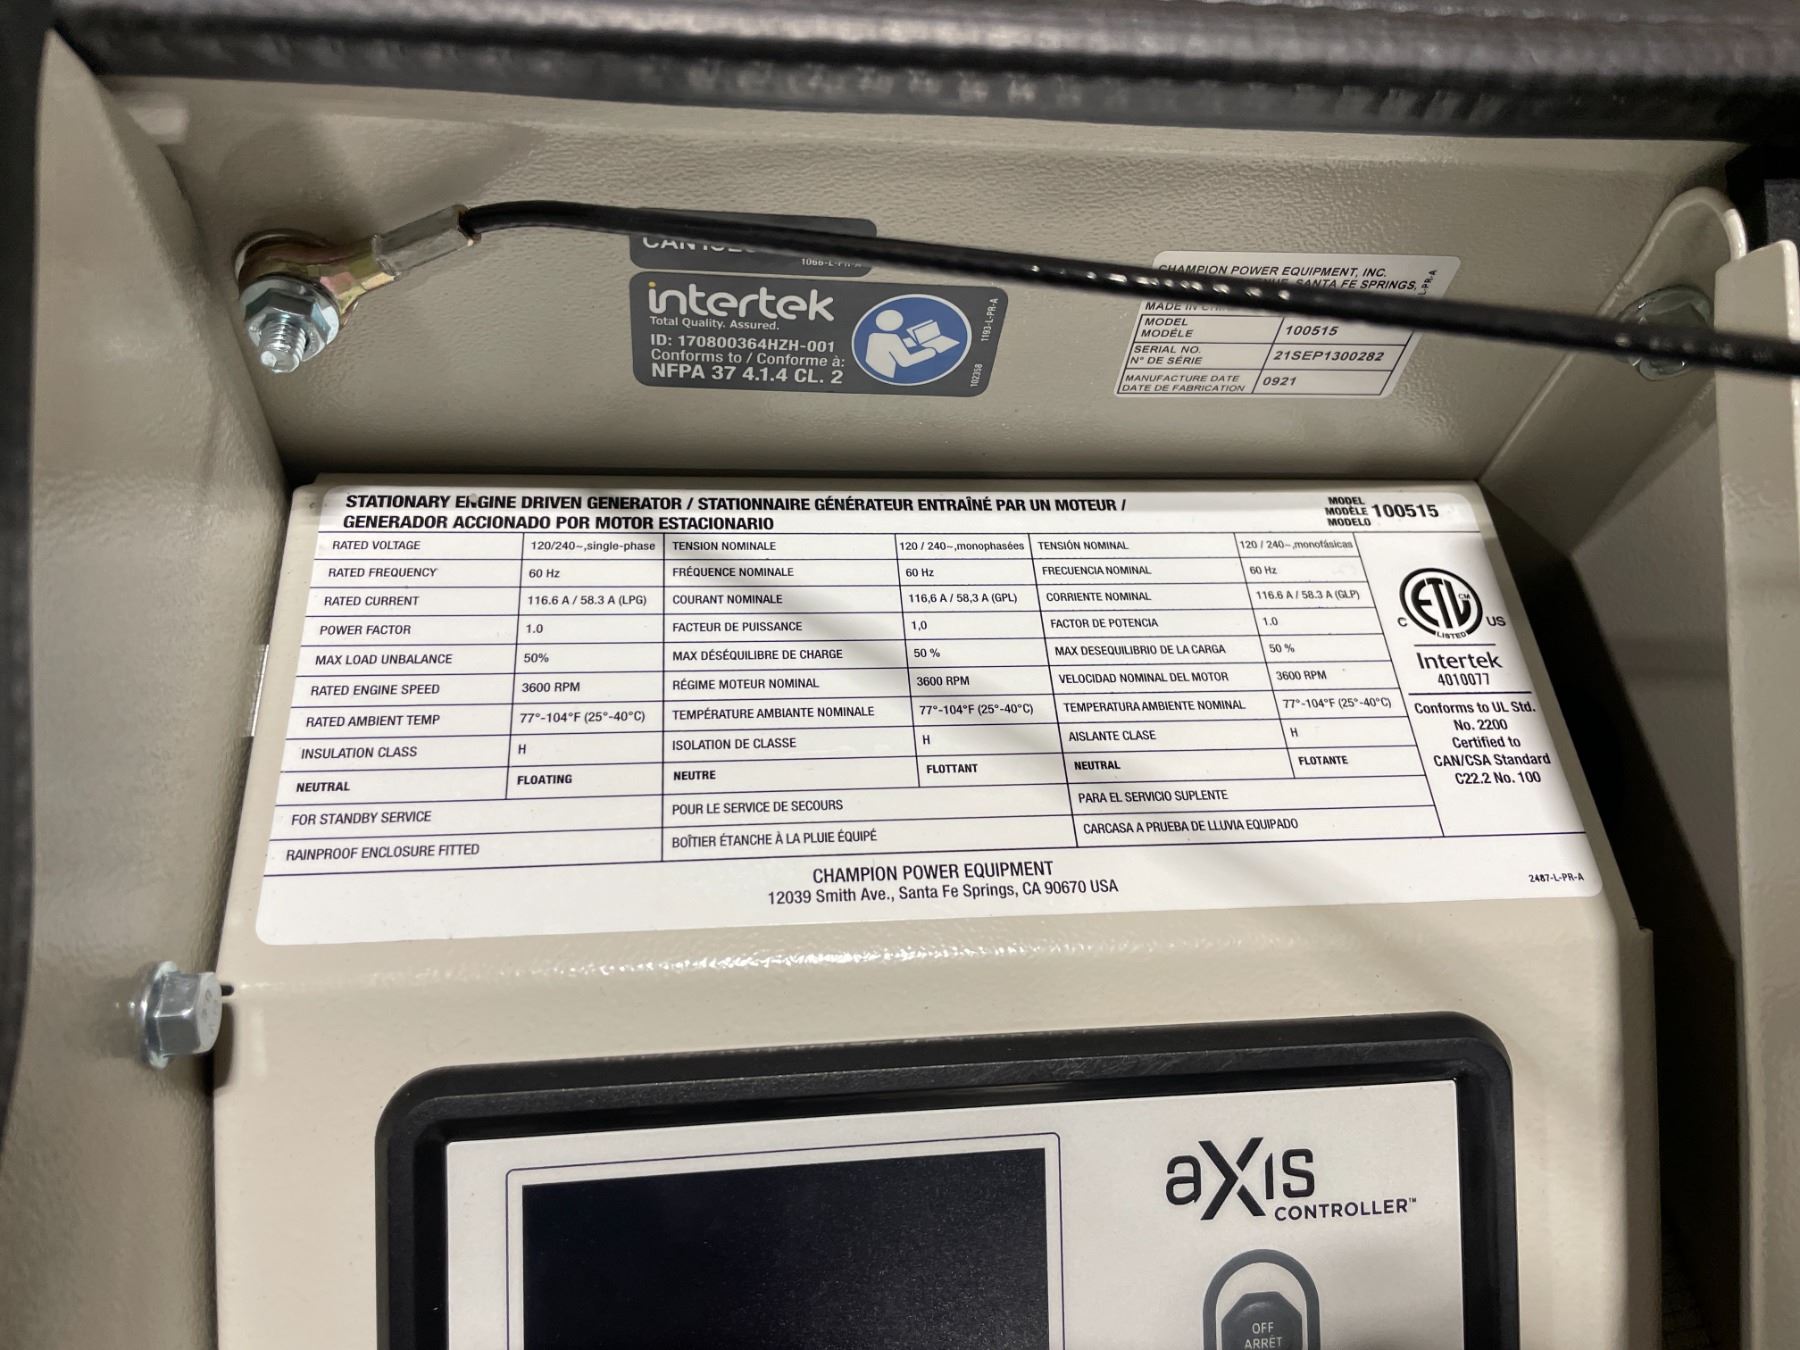 1066-L-PR-A
intertek
Total Quality. Assured.
ID: 170800364HZH-001
Conforms to / Conforme à:
NFPA 37 4.1.4 CL. 2
1193-L-PR-A
102358
CHAMPION POWER EQUIPMENT, INC.
SANTA FE SPRINGS,
L-PR-A
MADE IN
MODEL
MODÈLE
100515
SERIAL NO.
N° DE SÉRIE
21SEP1300282
MANUFACTURE DATE
DATE DE FABRICATION
0921
STATIONARY ENGINE DRIVEN GENERATOR / STATIONNAIRE GÉNÉRATEUR ENTRAÎNÉ PAR UN MOTEUR /
GENERADOR ACCIONADO POR MOTOR ESTACIONARIO
MODEL
MODÈLE 100515
MODELO
RATED VOLTAGE 120/240~,single-phase TENSION NOMINALE 120 / 240~,monophasées TENSIÓN NOMINAL 120 / 240~,monofásicas
RATED FREQUENCY 60 Hz FRÉQUENCE NOMINALE 60 Hz FRECUENCIA NOMINAL 60 Hz
RATED CURRENT 116.6 A / 58.3 A (LPG) COURANT NOMINALE 116,6 A / 58,3 A (GPL) CORRIENTE NOMINAL 116.6 A / 58.3 A (GLP)
POWER FACTOR 1.0 FACTEUR DE PUISSANCE 1,0 FACTOR DE POTENCIA 1.0
MAX LOAD UNBALANCE 50% MAX DÉSÉQUILIBRE DE CHARGE 50 % MAX DESEQUILIBRIO DE LA CARGA 50 %
RATED ENGINE SPEED 3600 RPM RÉGIME MOTEUR NOMINAL 3600 RPM VELOCIDAD NOMINAL DEL MOTOR 3600 RPM
RATED AMBIENT TEMP 77°-104°F (25°-40°C) TEMPÉRATURE AMBIANTE NOMINALE 77°-104°F (25°-40°C) TEMPERATURA AMBIENTE NOMINAL 77°-104°F (25°-40°C)
INSULATION CLASS H ISOLATION DE CLASSE H AISLANTE CLASE H
NEUTRAL FLOATING NEUTRE FLOTTANT NEUTRAL FLOTANTE
FOR STANDBY SERVICE POUR LE SERVICE DE SECOURS PARA EL SERVICIO SUPLENTE
RAINPROOF ENCLOSURE FITTED BOÎTIER ÉTANCHE À LA PLUIE ÉQUIPÉ CARCASA A PRUEBA DE LLUVIA EQUIPADO
ETL CM
LISTED
C US
Intertek
4010077
Conforms to UL Std.
No. 2200
Certified to
CAN/CSA Standard
C22.2 No. 100
CHAMPION POWER EQUIPMENT
12039 Smith Ave., Santa Fe Springs, CA 90670 USA
2487-L-PR-A
aXIS
CONTROLLER™
OFF
ARRÊT